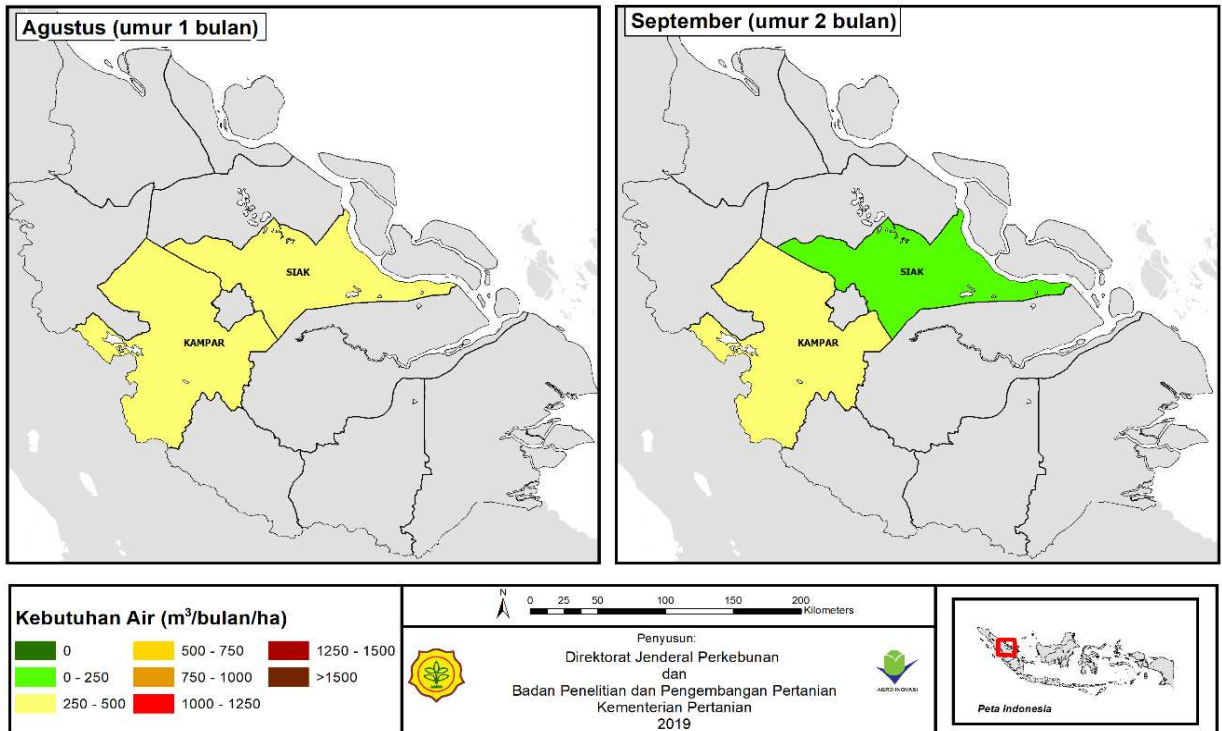 Agustus (umur 1 bulan)
SIAK
KAMPAR
September (umur 2 bulan)
SIAK
KAMPAR
Kebutuhan Air (m³/bulan/ha)
0
0 - 250
250 - 500
500 - 750
750 - 1000
1000 - 1250
1250 - 1500
>1500
N
0 25 50 100 150 200
Kilometers
Penyusun:
Direktorat Jenderal Perkebunan
dan
Badan Penelitian dan Pengembangan Pertanian
Kementerian Pertanian
2019
AGRO INOVASI
Peta Indonesia